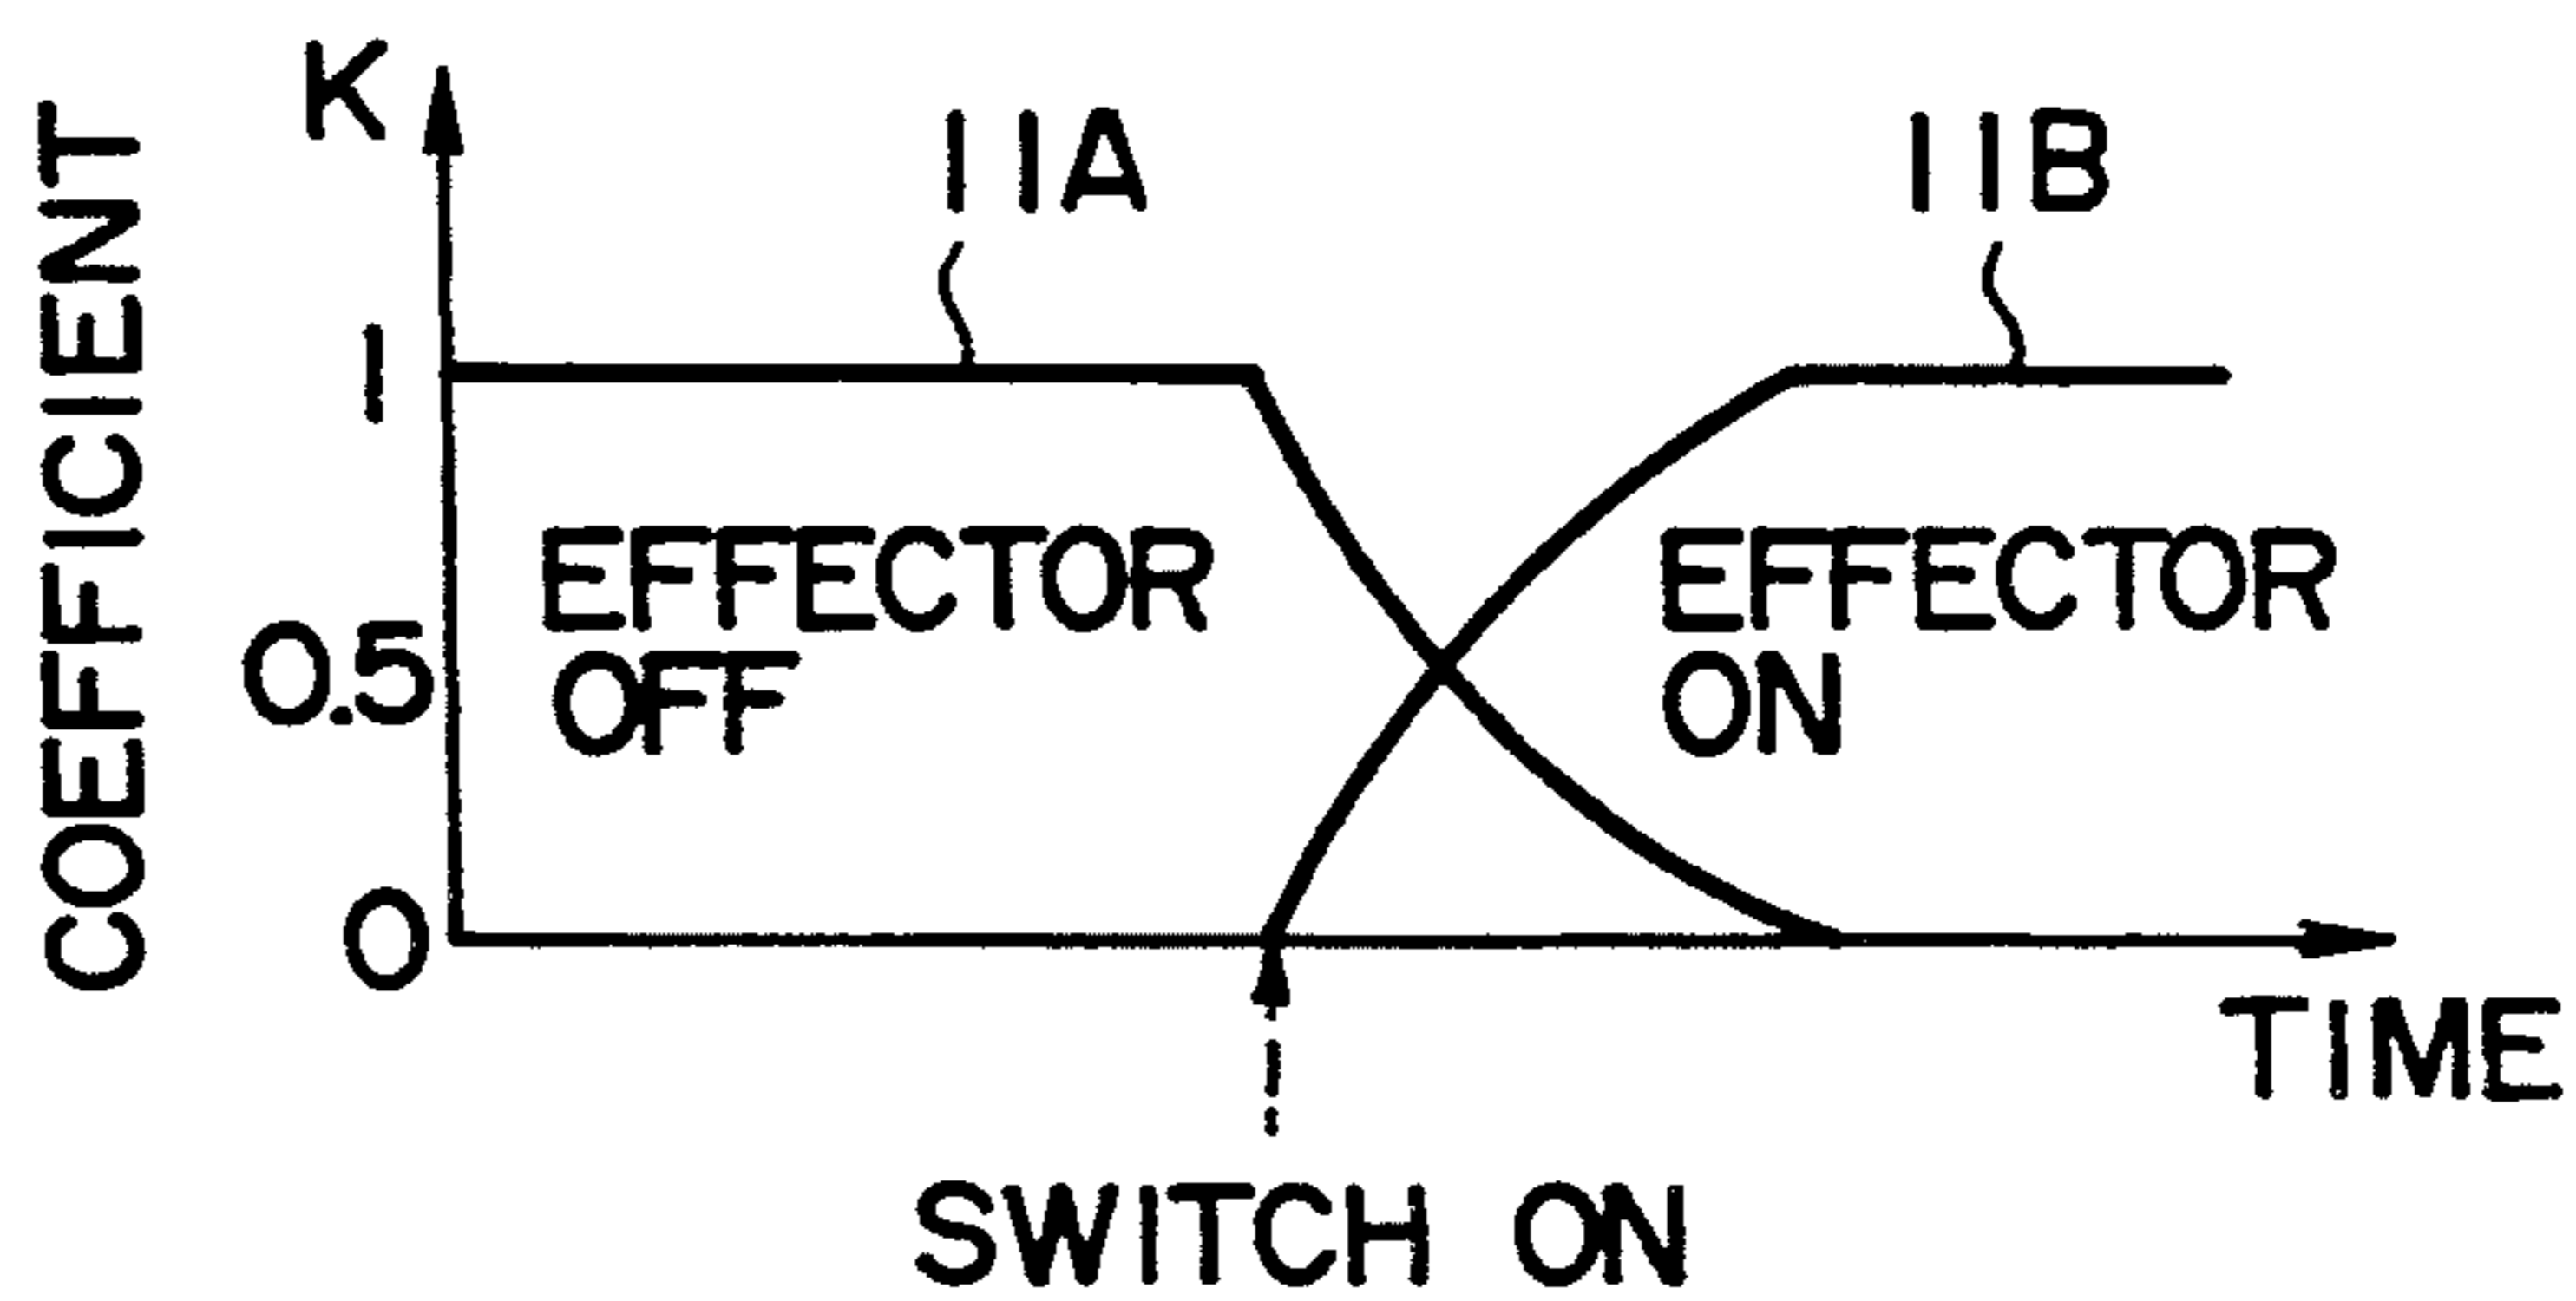 K
11A
11B
COEFFICIENT
1
EFFECTOR
OFF
EFFECTOR
ON
0.5
0
TIME
SWITCH ON